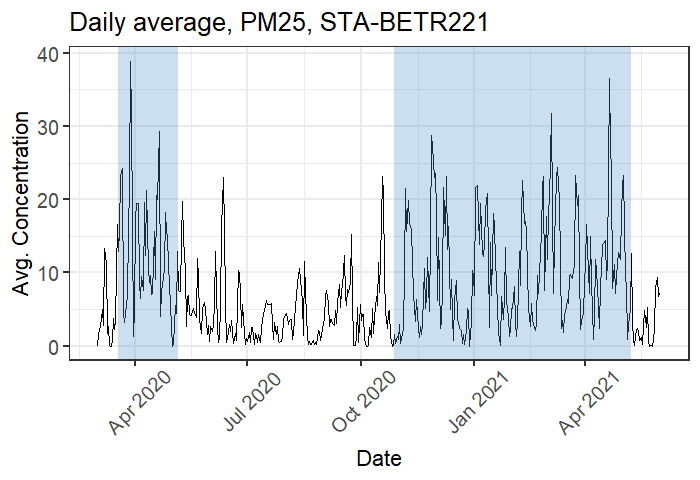 Daily average, PM25, STA-BETR221
Avg. Concentration
40
30
20
10
0
Apr 2020
Jul 2020
Oct 2020
Jan 2021
Apr 2021
Date